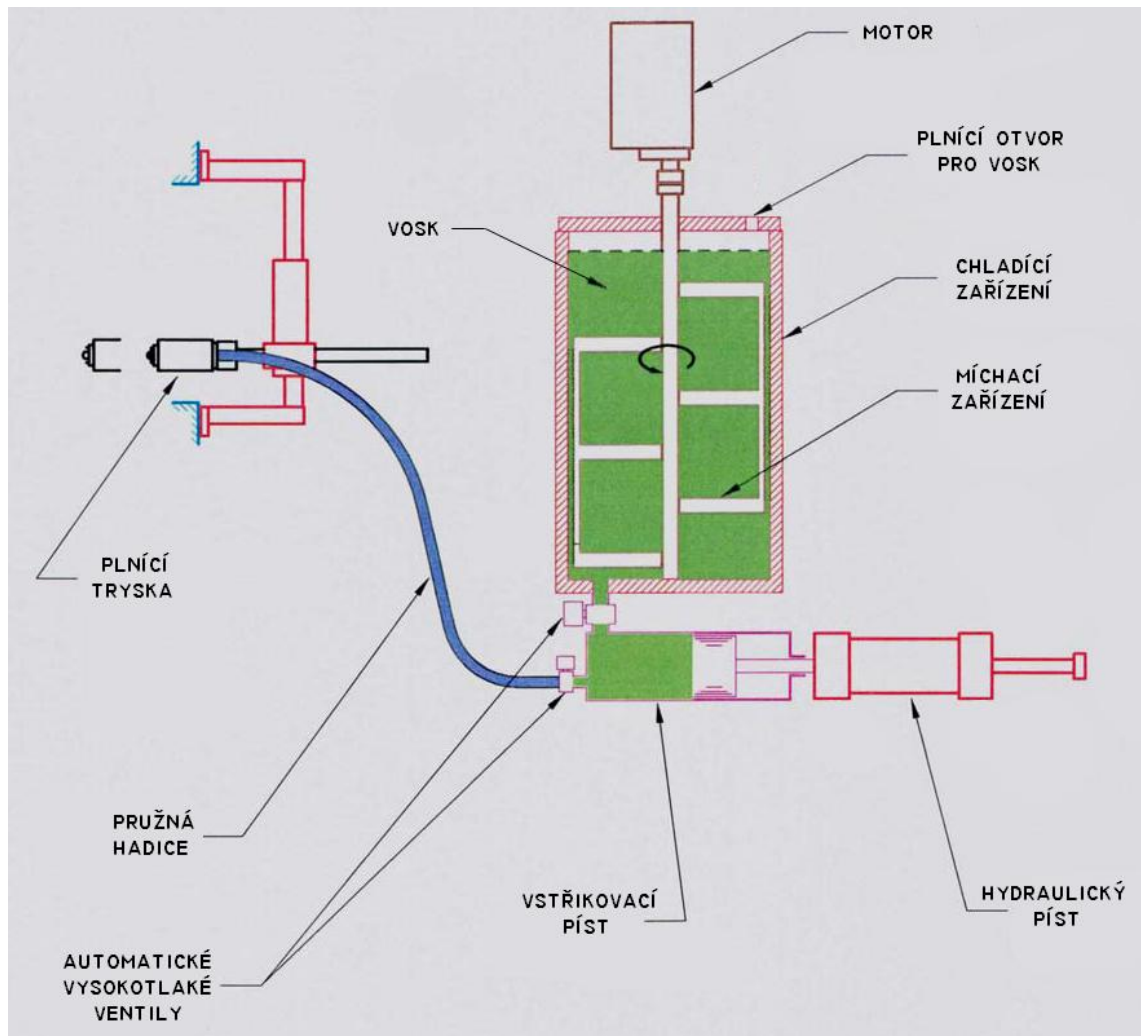 MOTOR
PLNÍCÍ OTVOR
PRO VOSK
VOSK
CHLADÍCÍ
ZAŘÍZENÍ
MÍCHACÍ
ZAŘÍZENÍ
PLNÍCÍ
TRYSKA
PRUŽNÁ
HADICE
VSTŘIKOVACÍ
PÍST
HYDRAULICKÝ
PÍST
AUTOMATICKÉ
VYSOKOTLAKÉ
VENTILY